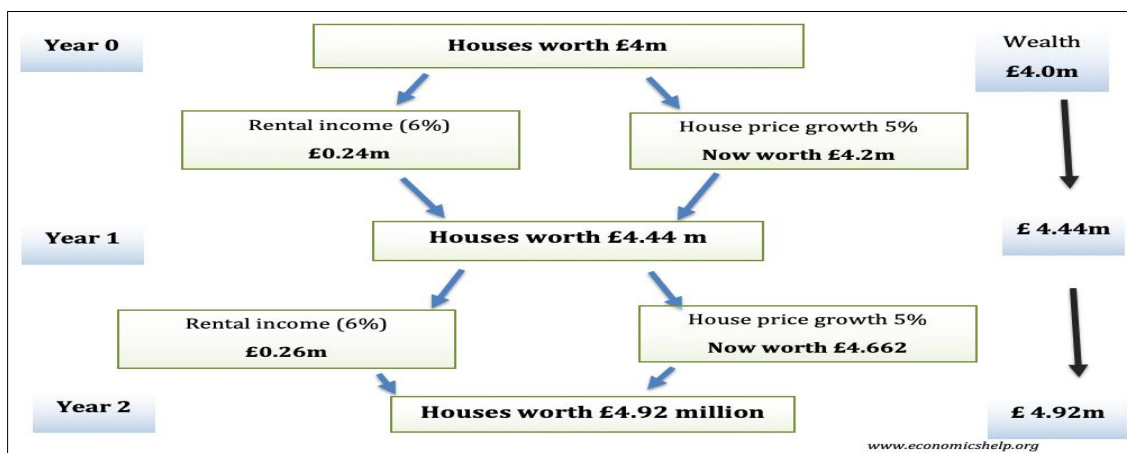 Year 0
Houses worth £4m
Wealth
£4.0m
Rental income (6%)
£0.24m
House price growth 5%
Now worth £4.2m
Year 1
Houses worth £4.44 m
£ 4.44m
Rental income (6%)
£0.26m
House price growth 5%
Now worth £4.662
Year 2
Houses worth £4.92 million
£ 4.92m
www.economicshelp.org